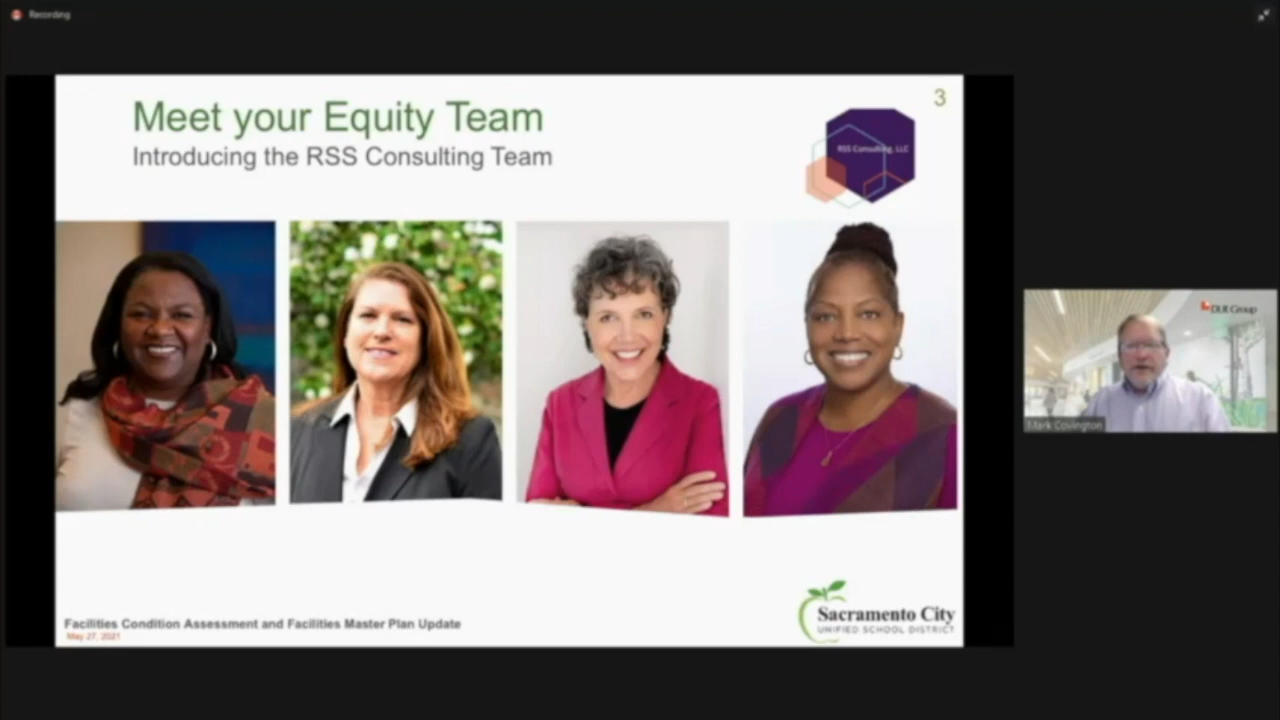 Recording
3
Meet your Equity Team
Introducing the RSS Consulting Team
RSS Consulting, LLC
DLR Group
Mark Covington
Facilities Condition Assessment and Facilities Master Plan Update
May 27, 2021
Sacramento City
UNIFIED SCHOOL DISTRICT